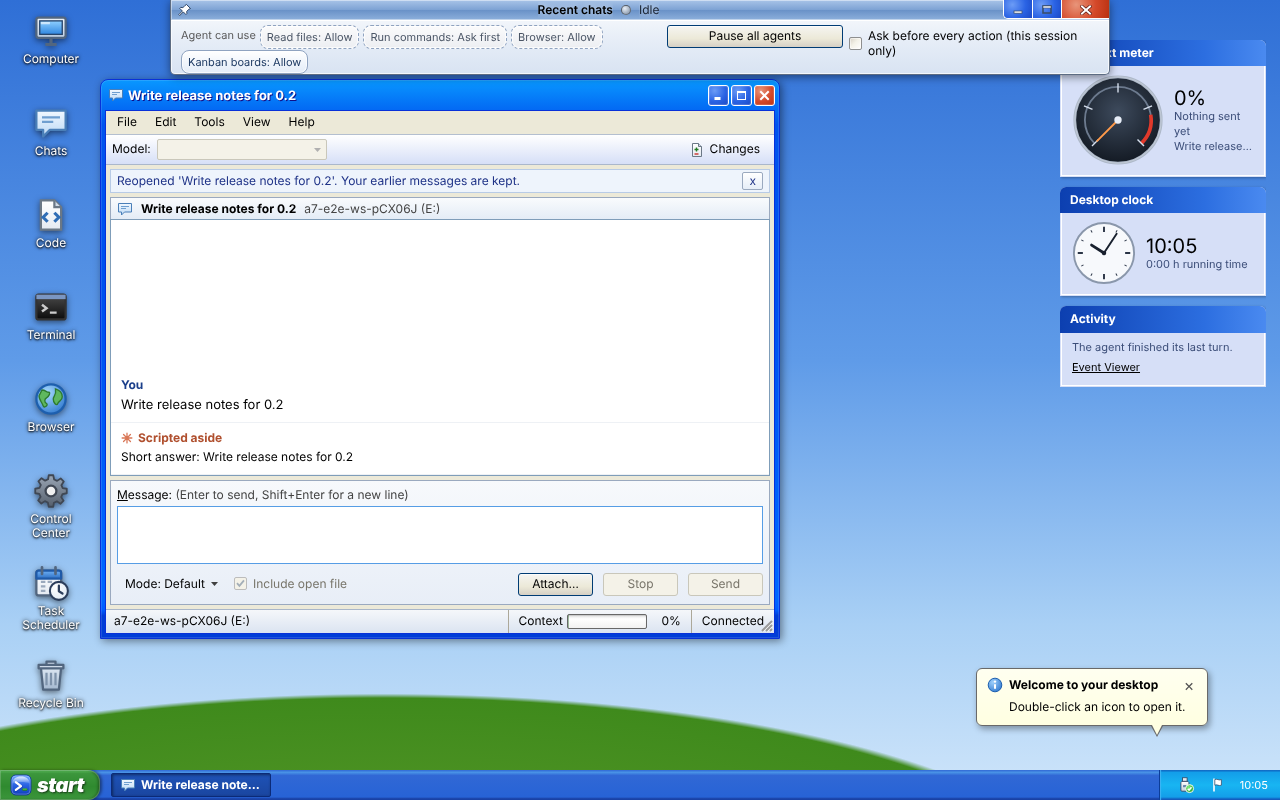 Recent chats Idle
Agent can use Read files: Allow Run commands: Ask first Browser: Allow
Kanban boards: Allow
Pause all agents
Ask before every action (this session only)
Computer
Chats
Code
Terminal
Browser
Control Center
Task Scheduler
Recycle Bin
Write release notes for 0.2
File Edit Tools View Help
Model:
Changes
Reopened 'Write release notes for 0.2'. Your earlier messages are kept.
x
Write release notes for 0.2 a7-e2e-ws-pCX06J (E:)
You
Write release notes for 0.2
Scripted aside
Short answer: Write release notes for 0.2
Message: (Enter to send, Shift+Enter for a new line)
Mode: Default Include open file Attach... Stop Send
a7-e2e-ws-pCX06J (E:) Context 0% Connected
meter
0%
Nothing sent
yet
Write release...
Desktop clock
10:05
0:00 h running time
Activity
The agent finished its last turn.
Event Viewer
Welcome to your desktop
Double-click an icon to open it.
start Write release note... 10:05